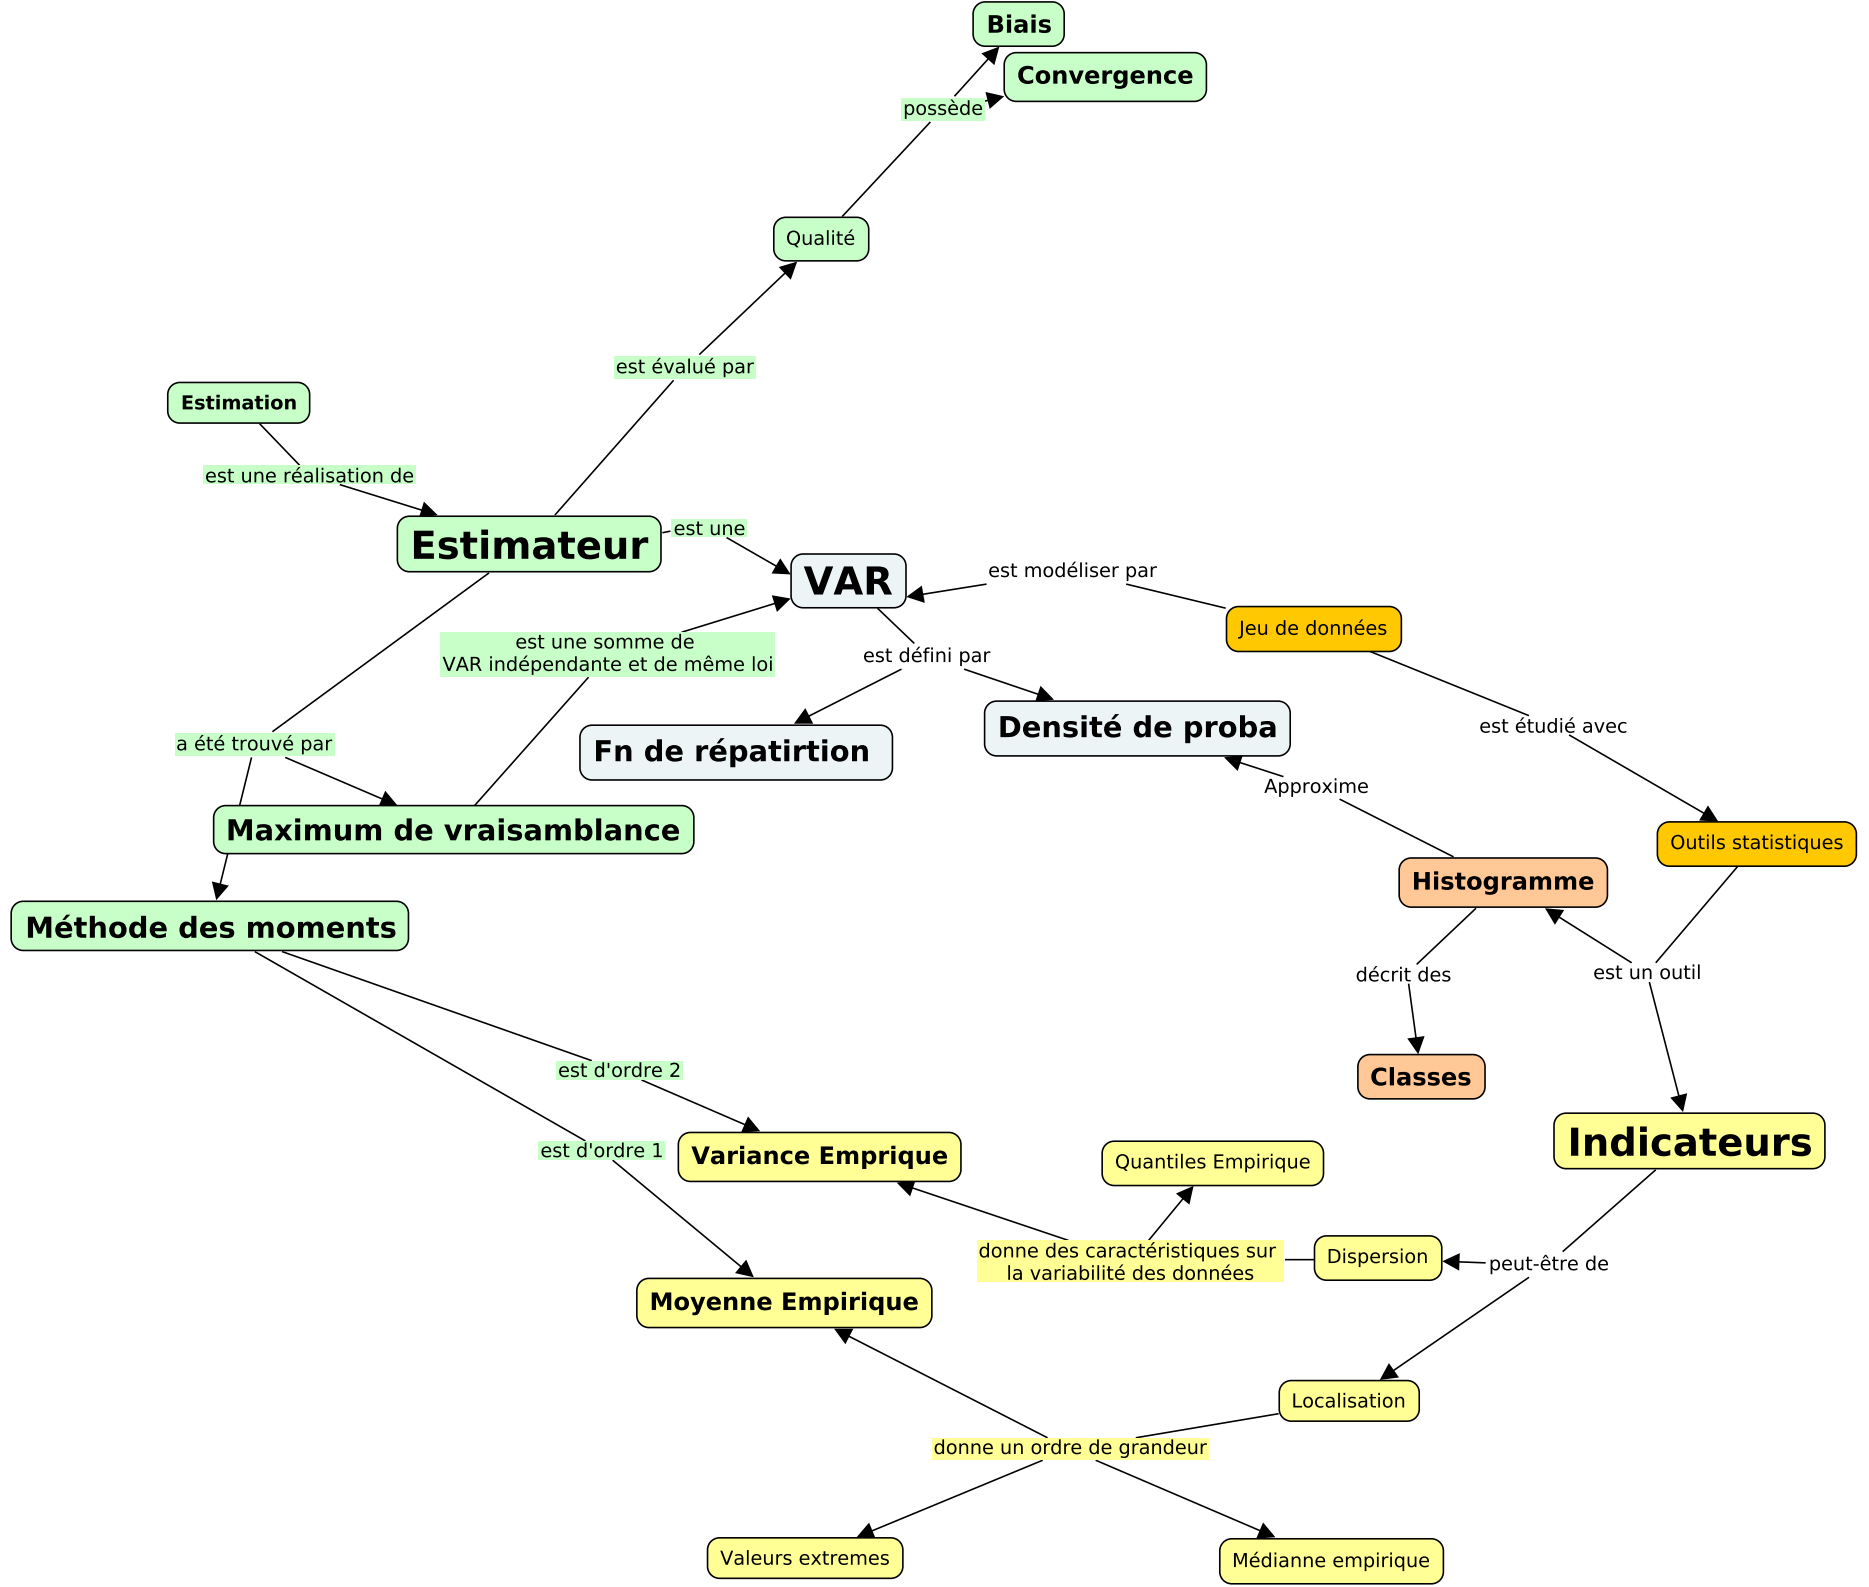 Biais
Convergence
possède
Qualité
est évalué par
Estimation
est une réalisation de
Estimateur
est une
VAR
est modéliser par
Jeu de données
est une somme de
VAR indépendante et de même loi
est défini par
Densité de proba
est étudié avec
a été trouvé par
Fn de répatirtion
Approxime
Maximum de vraisamblance
Outils statistiques
Histogramme
Méthode des moments
décrit des
est un outil
est d'ordre 2
Classes
Indicateurs
est d'ordre 1
Variance Emprique
Quantiles Empirique
donne des caractéristiques sur
la variabilité des données
Dispersion
peut-être de
Moyenne Empirique
Localisation
donne un ordre de grandeur
Valeurs extremes
Médianne empirique